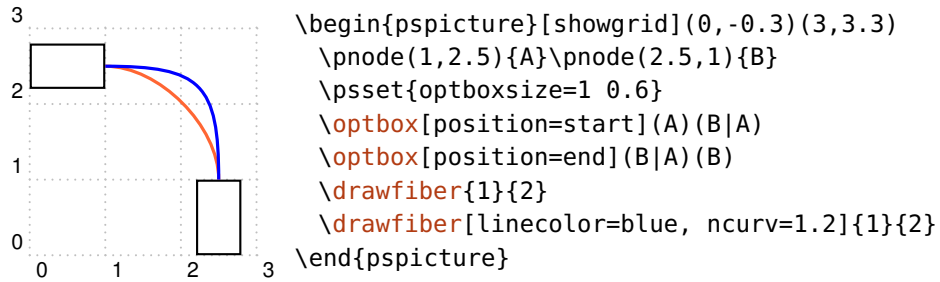 3
2
1
0
0 1 2 3
\begin{pspicture}[showgrid](0,-0.3)(3,3.3)
\pnode(1,2.5){A}\pnode(2.5,1){B}
\psset{optboxsize=1 0.6}
\optbox[position=start](A)(B|A)
\optbox[position=end](B|A)(B)
\drawfiber{1}{2}
\drawfiber[linecolor=blue, ncurv=1.2]{1}{2}
\end{pspicture}